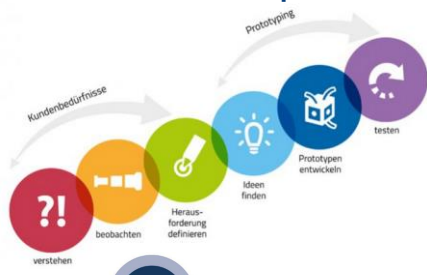 Prototyping
Kundenbedürfnisse
?!
verstehen
beobachten
Heraus-
forderung
definieren
Ideen
finden
Prototypen
entwickeln
testen